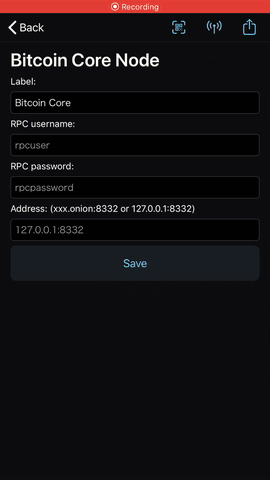 Recording
Back
Bitcoin Core Node
Label:
Bitcoin Core
RPC username:
rpcuser
RPC password:
rpcpassword
Address: (xxx.onion:8332 or 127.0.0.1:8332)
127.0.0.1:8332
Save